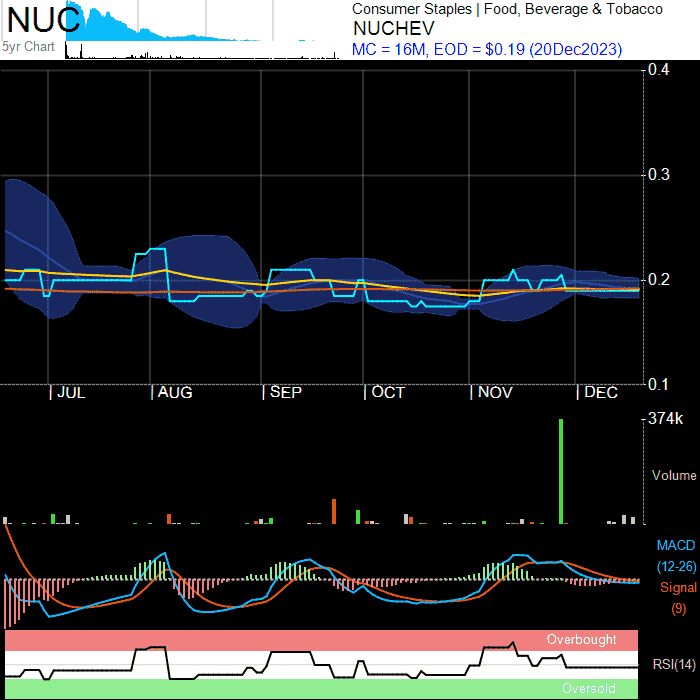 NUC
5yr Chart
Consumer Staples | Food, Beverage & Tobacco
NUCHEV
MC = 16M, EOD = $0.19 (20Dec2023)
0.4
0.3
0.2
0.1
| JUL | AUG | SEP | OCT | NOV | DEC
374k
Volume
MACD
(12-26)
Signal
(9)
Overbought
RSI(14)
Oversold